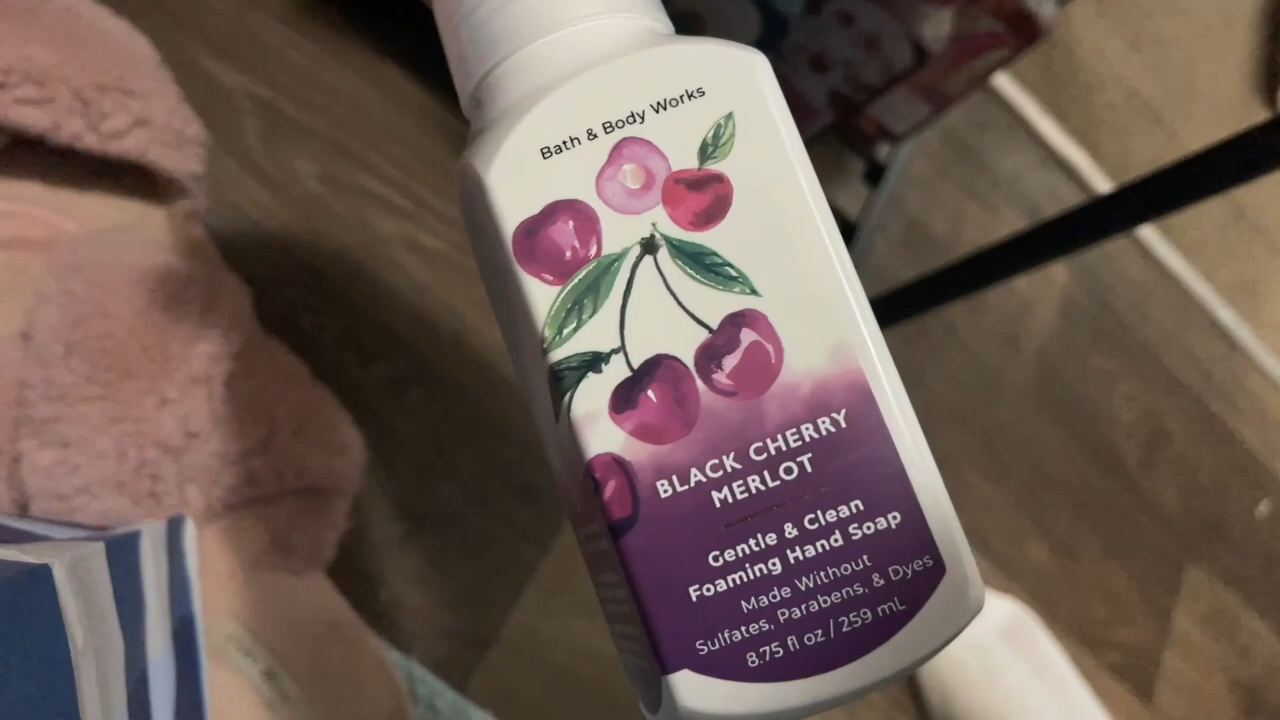 Bath & Body Works
BLACK CHERRY
MERLOT
Gentle & Clean
Foaming Hand Soap
Made Without
Sulfates, Parabens, & Dyes
8.75 fl oz / 259 mL